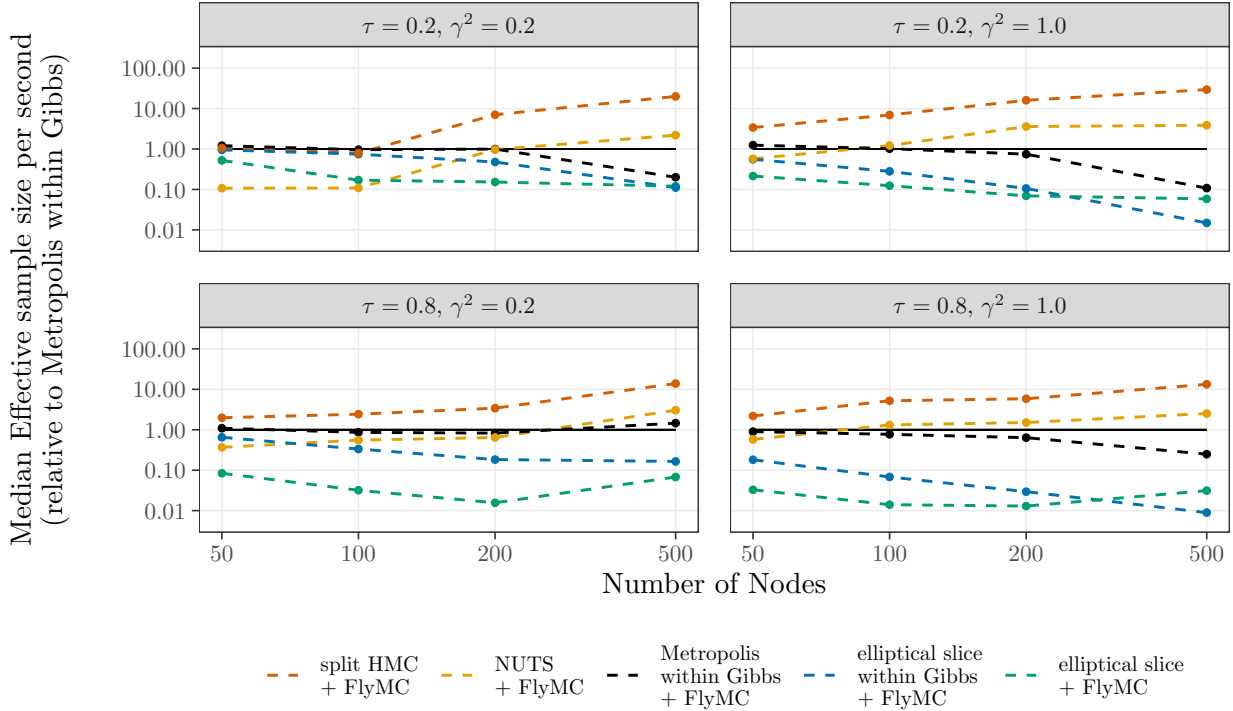 Median Effective sample size per second
(relative to Metropolis within Gibbs)
τ = 0.2, γ² = 0.2
τ = 0.2, γ² = 1.0
100.00
10.00
1.00
0.10
0.01
τ = 0.8, γ² = 0.2
τ = 0.8, γ² = 1.0
100.00
10.00
1.00
0.10
0.01
50
100
200
500
50
100
200
500
Number of Nodes
split HMC
+ FlyMC
NUTS
+ FlyMC
Metropolis
within Gibbs
+ FlyMC
elliptical slice
within Gibbs
+ FlyMC
elliptical slice
+ FlyMC